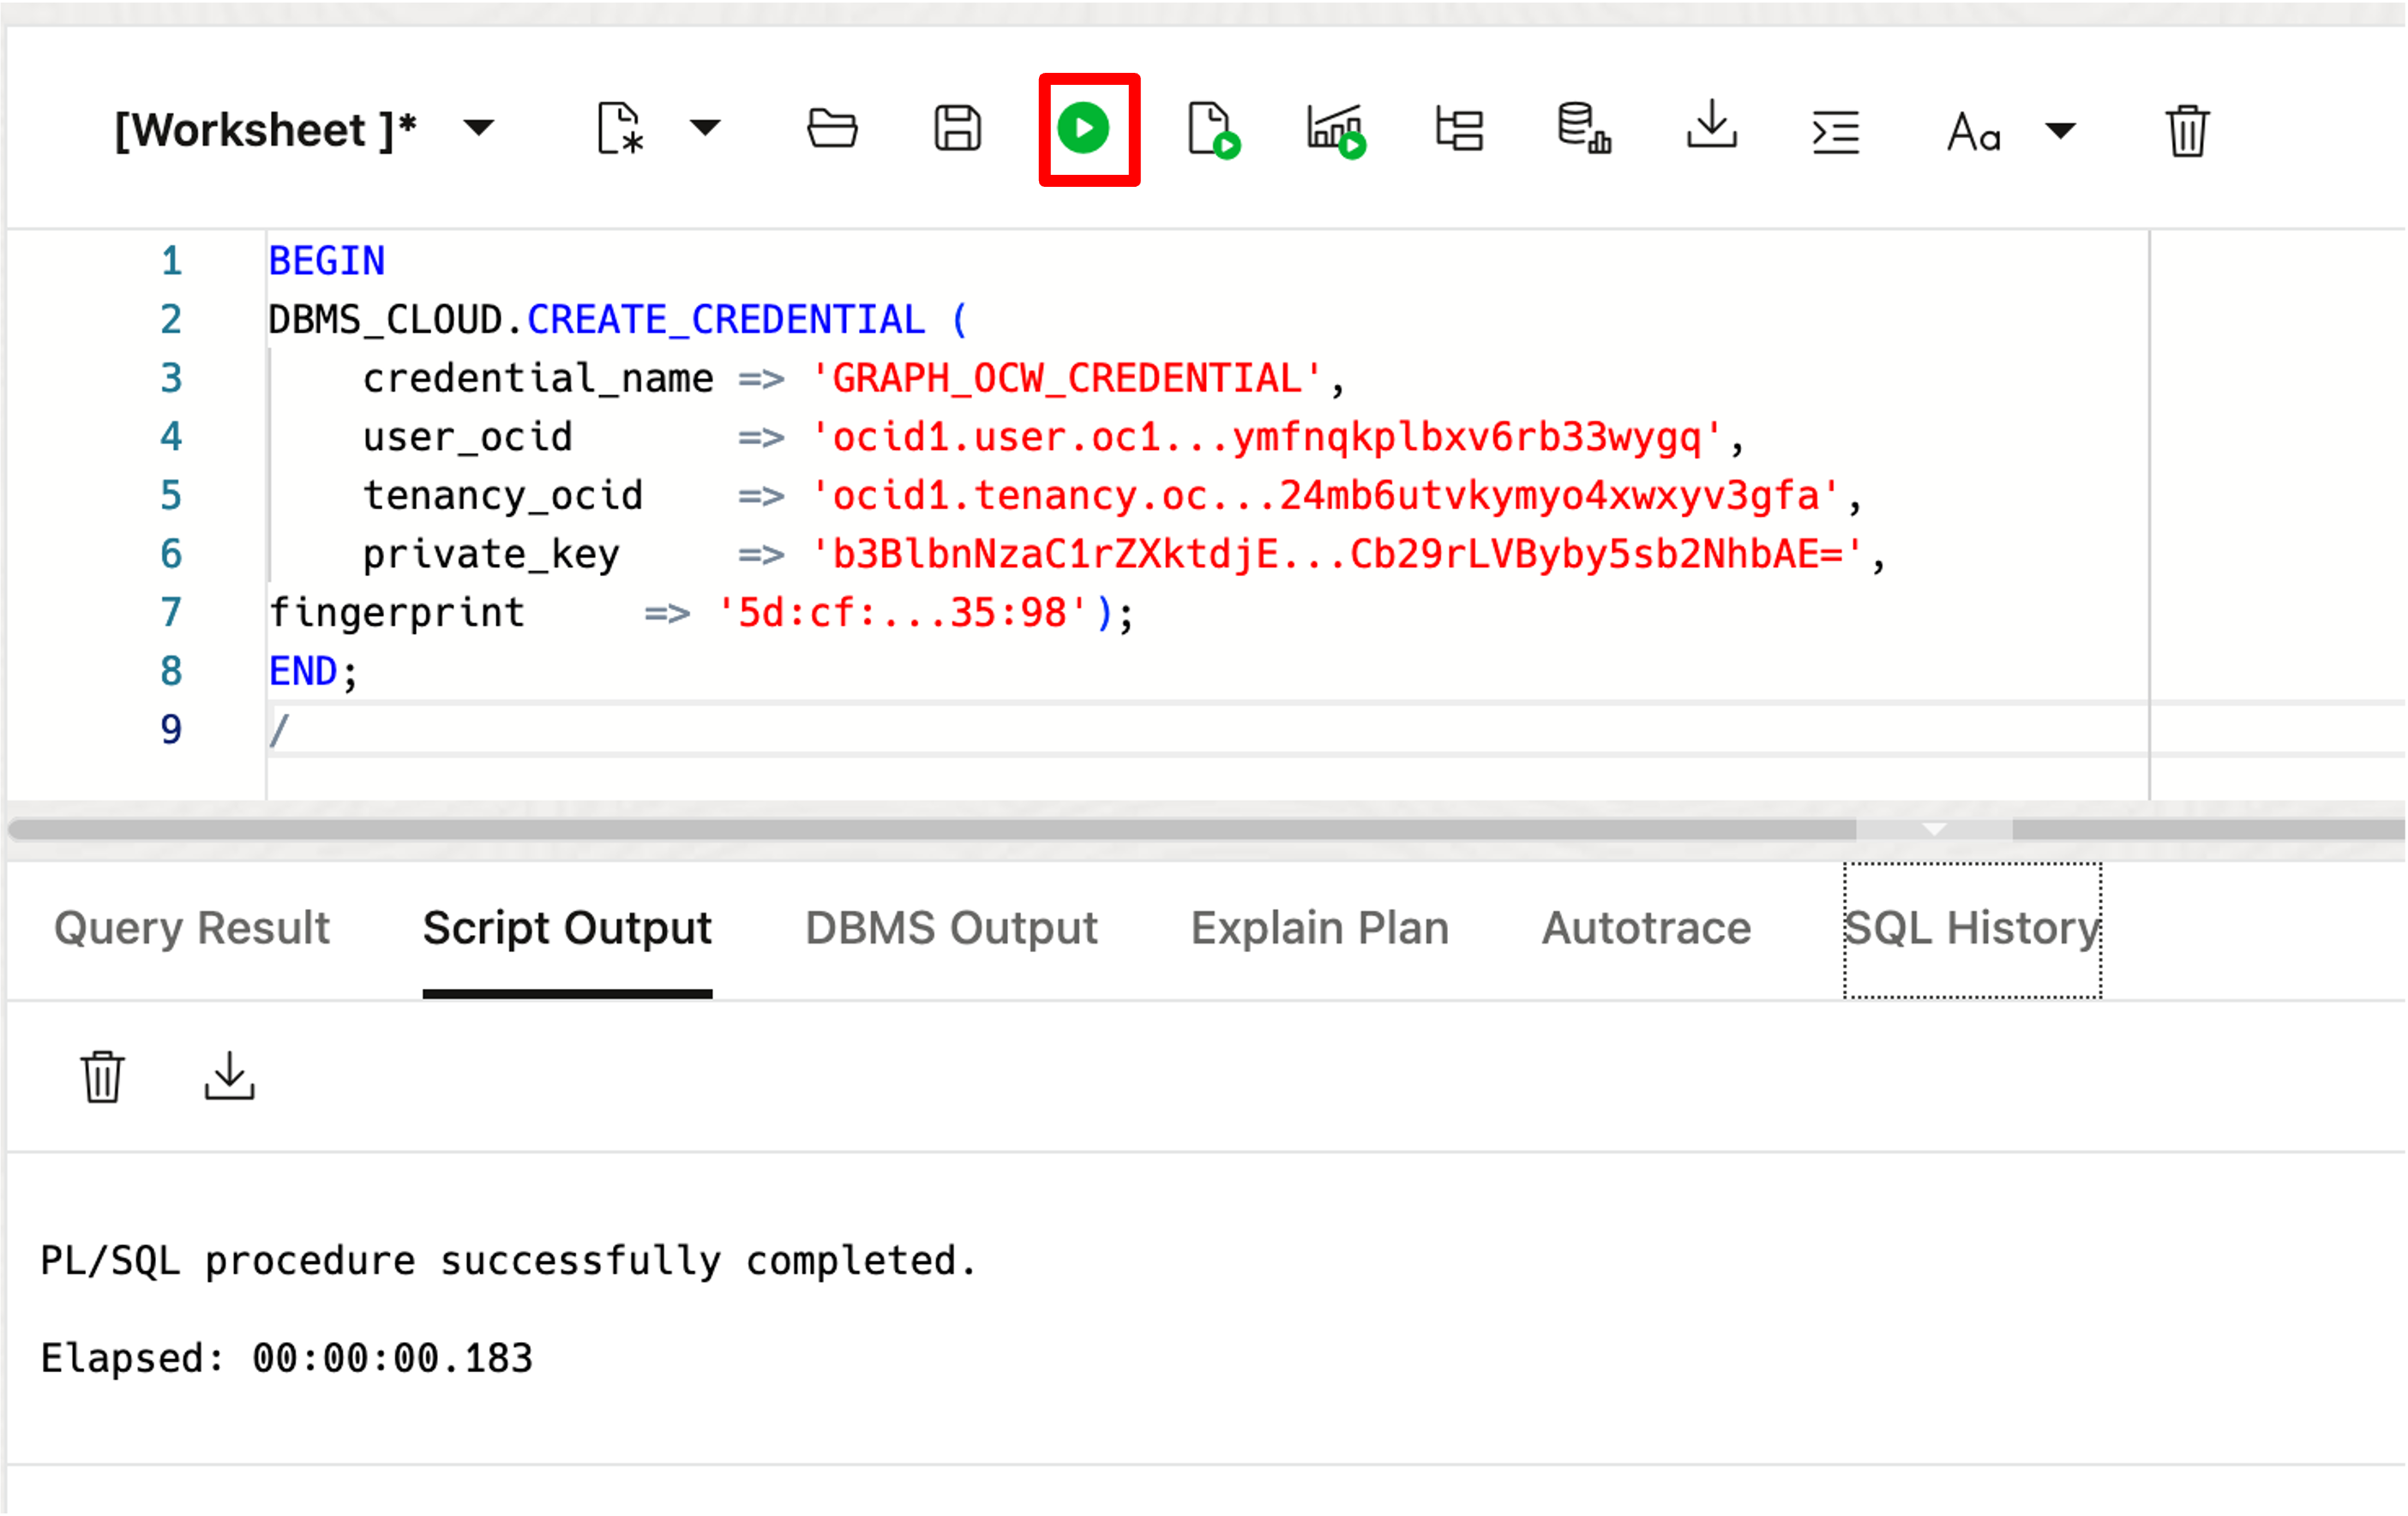 [Worksheet ]*
Aa
1 BEGIN
2 DBMS_CLOUD.CREATE_CREDENTIAL (
3 credential_name => 'GRAPH_OCW_CREDENTIAL',
4 user_ocid => 'ocid1.user.oc1...ymfnqkplbxv6rb33wygq',
5 tenancy_ocid => 'ocid1.tenancy.oc...24mb6utvkymyo4xwxyv3gfa',
6 private_key => 'b3BlbnNzaC1rZXktdjE...Cb29rLVByby5sb2NhbAE=',
7 fingerprint => '5d:cf:...35:98');
8 END;
9 /
Query Result Script Output DBMS Output Explain Plan Autotrace SQL History
PL/SQL procedure successfully completed.
Elapsed: 00:00:00.183